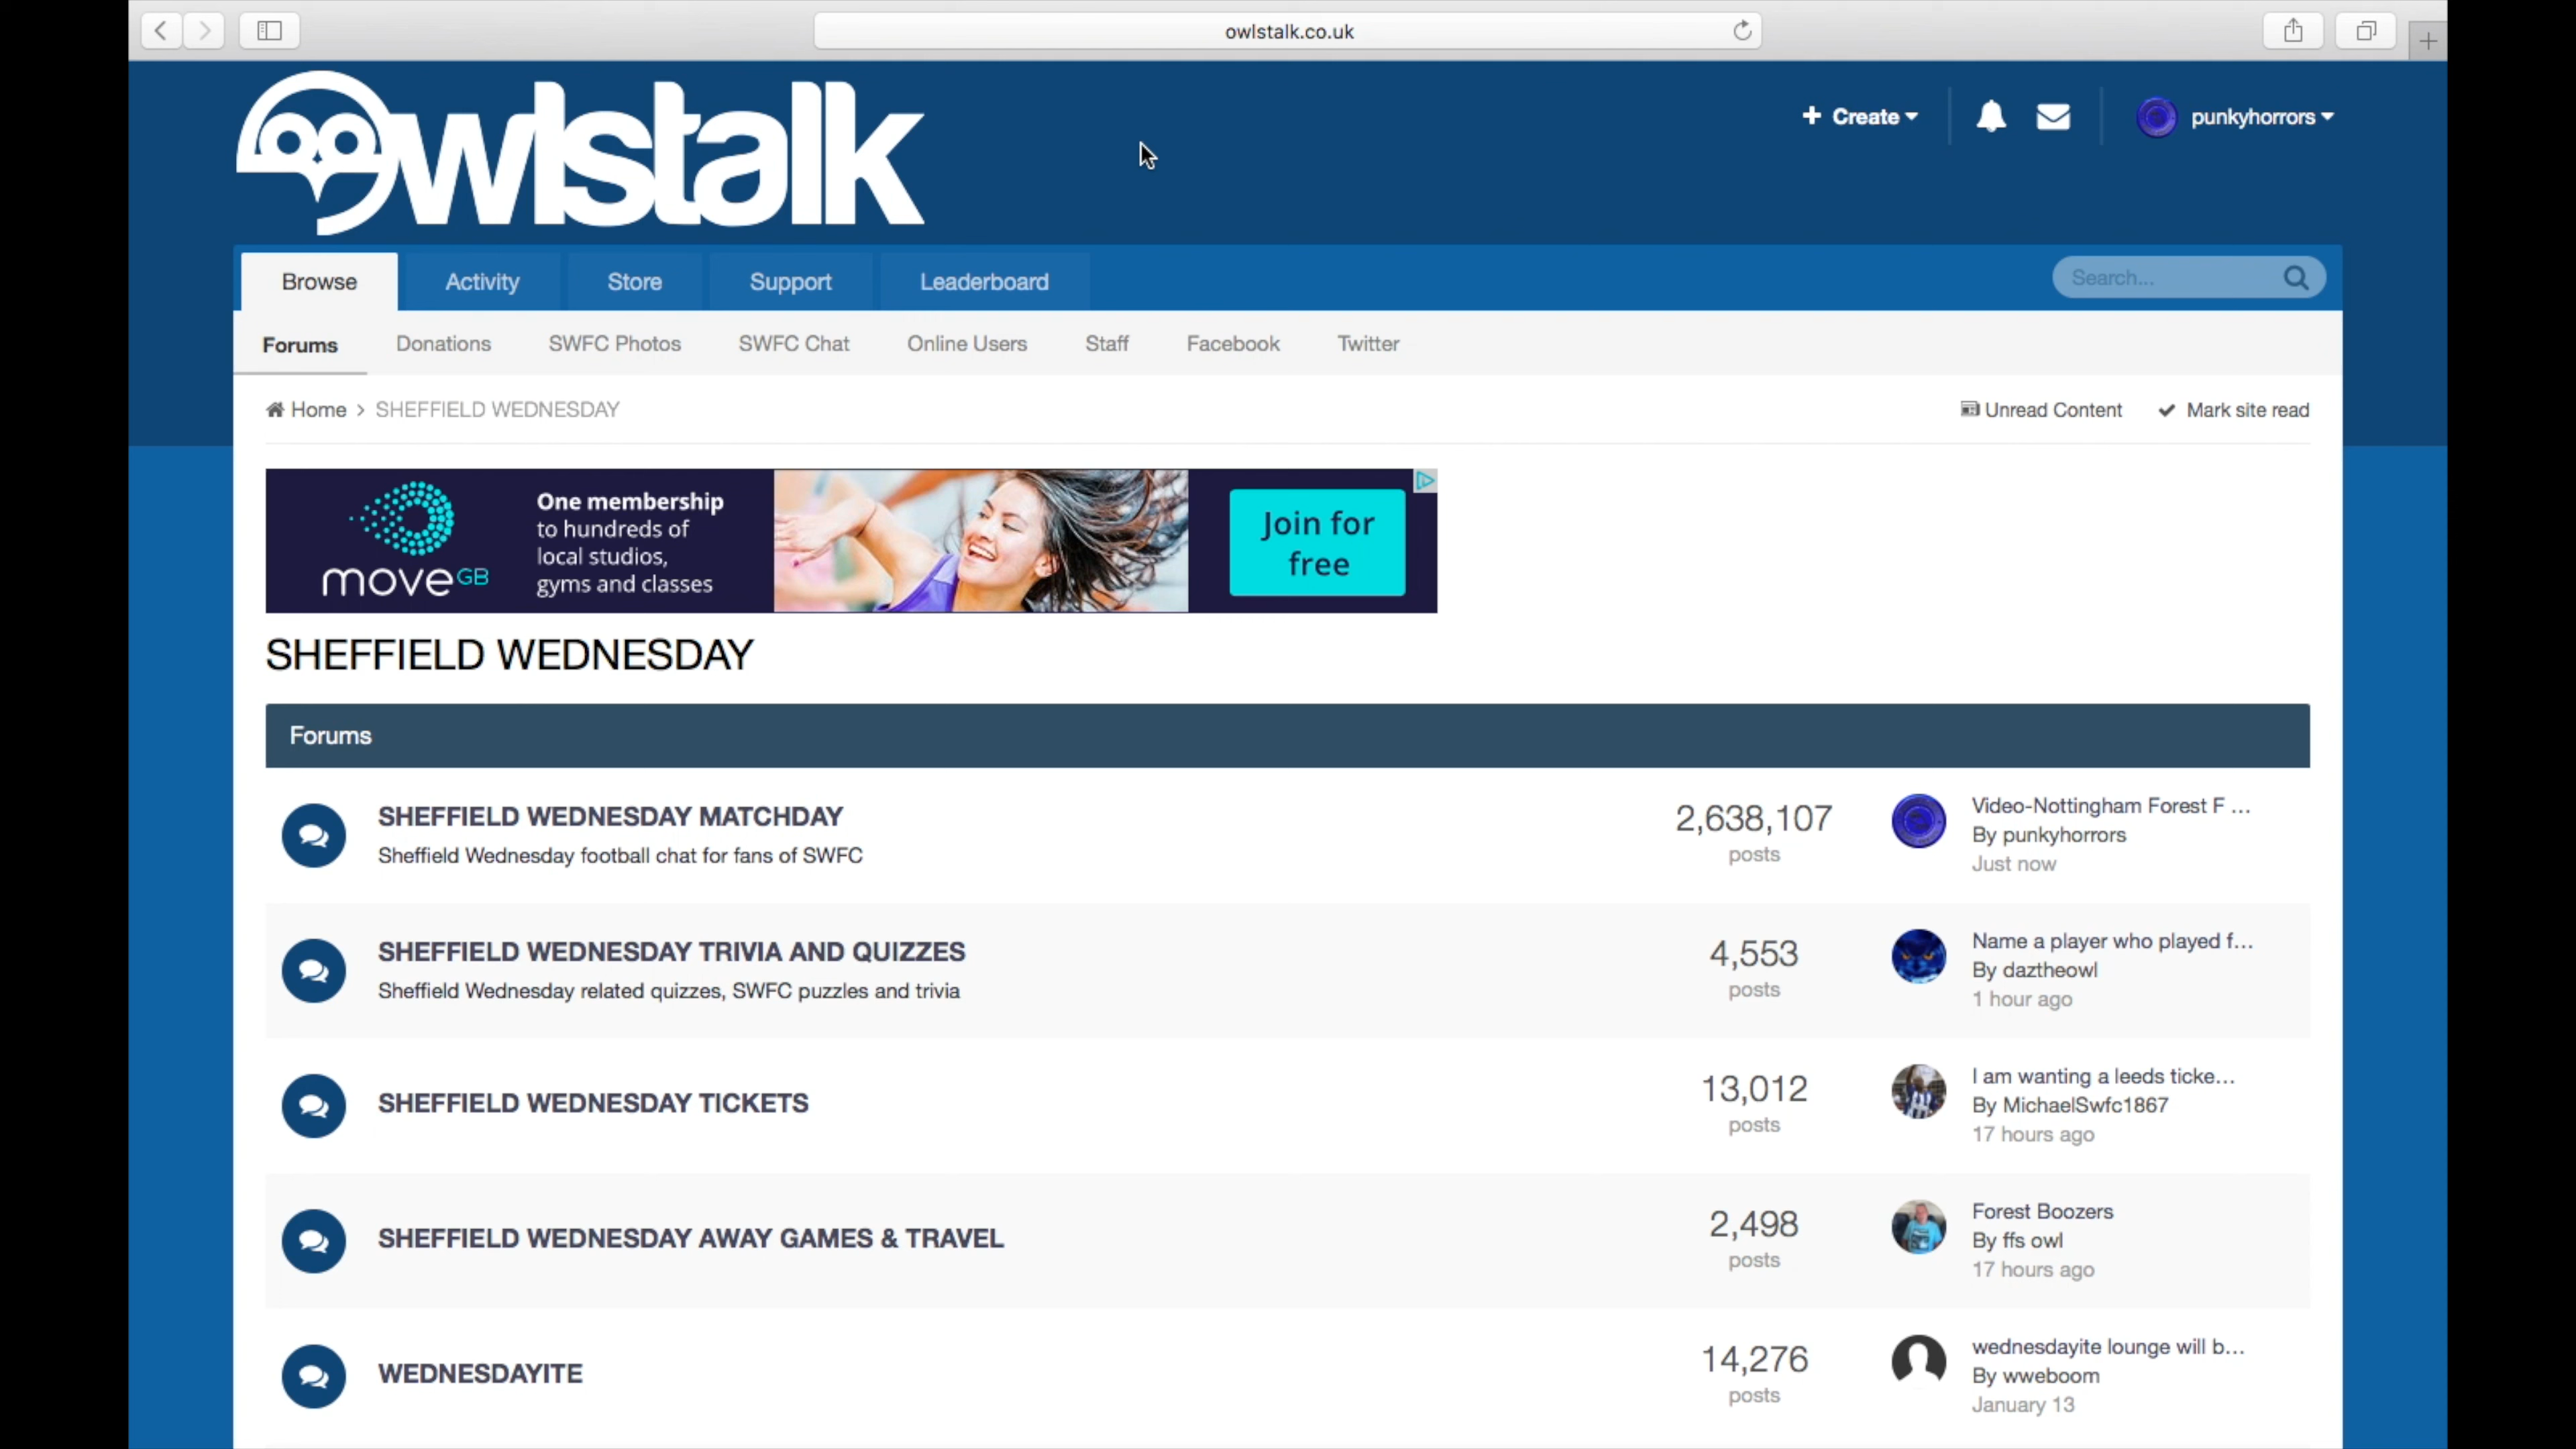 owlstalk.co.uk
Owlstalk
Create
punkyhorrors
Browse
Activity
Store
Support
Leaderboard
Search...
Forums
Donations
SWFC Photos
SWFC Chat
Online Users
Staff
Facebook
Twitter
Home > SHEFFIELD WEDNESDAY
Unread Content
Mark site read
moveGB
One membership
to hundreds of
local studios,
gyms and classes
Join for
free
SHEFFIELD WEDNESDAY
Forums
SHEFFIELD WEDNESDAY MATCHDAY
Sheffield Wednesday football chat for fans of SWFC
2,638,107
posts
Video-Nottingham Forest F ...
By punkyhorrors
Just now
SHEFFIELD WEDNESDAY TRIVIA AND QUIZZES
Sheffield Wednesday related quizzes, SWFC puzzles and trivia
4,553
posts
Name a player who played f...
By daztheowl
1 hour ago
SHEFFIELD WEDNESDAY TICKETS
13,012
posts
I am wanting a leeds ticke...
By MichaelSwfc1867
17 hours ago
SHEFFIELD WEDNESDAY AWAY GAMES & TRAVEL
2,498
posts
Forest Boozers
By ffs owl
17 hours ago
WEDNESDAYITE
14,276
posts
wednesdayite lounge will b...
By wweboom
January 13